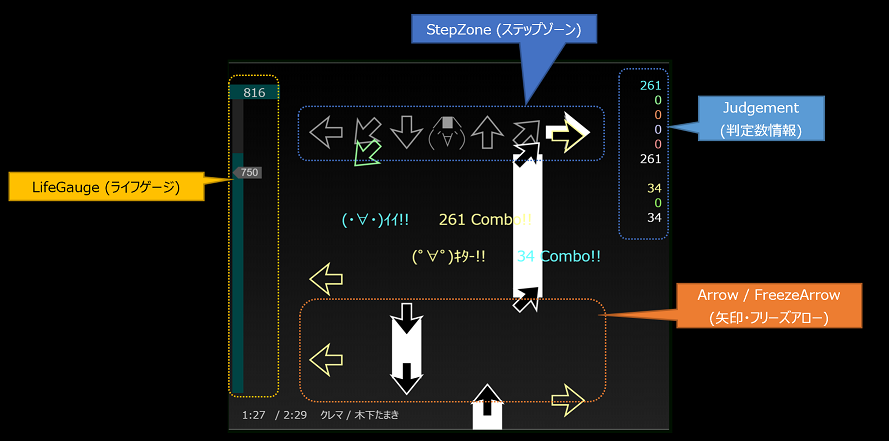 StepZone (ステップゾーン)
816
261
0
0
0
0
261
34
0
34
Judgement
(判定数情報)
(・∀・)
750
LifeGauge (ライフゲージ)
(・∀・)ｲｲ!! 261 Combo!!
(ﾟ∀ﾟ)ｷﾀ-!! 34 Combo!!
Arrow / FreezeArrow
(矢印・フリーズアロー)
1:27 / 2:29 クレマ / 木下たまき